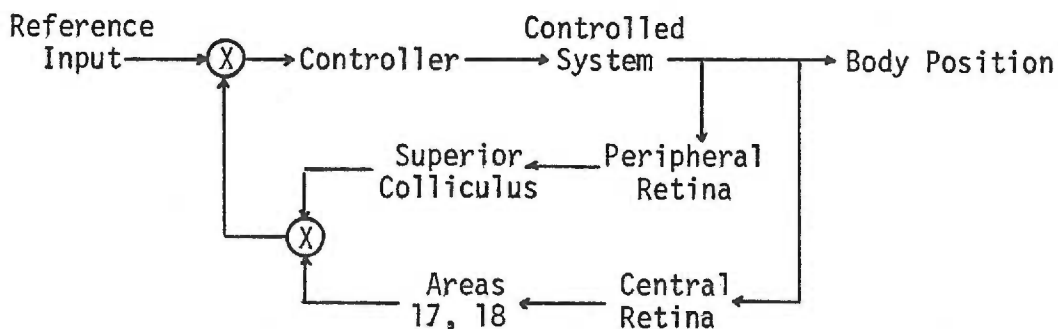 Reference
Input
X
Controller
Controlled
System
Body Position
Superior
Colliculus
Peripheral
Retina
X
Areas
17, 18
Central
Retina